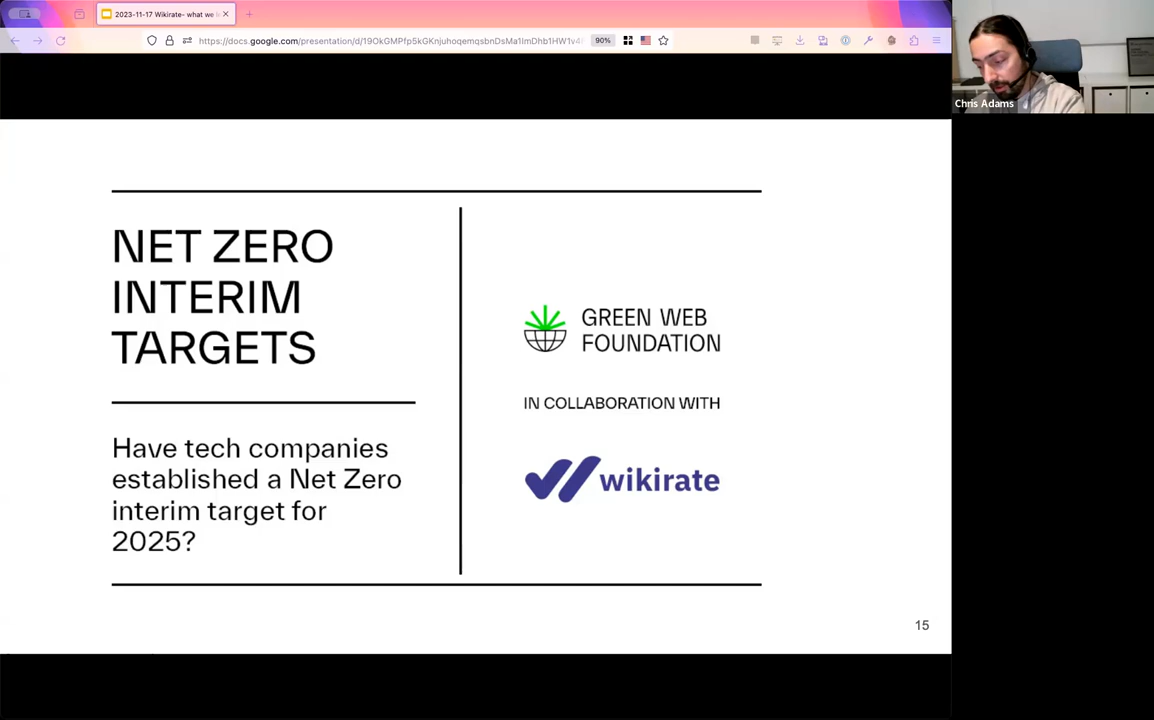 2023-11-17 Wikirate- what we l
https://docs.google.com/presentation/d/19OkGMPfp5kGKnjuhoqemqsbnDsMa1lmDhb1HW1v4
90%
Chris Adams
NET ZERO
INTERIM
TARGETS
Have tech companies
established a Net Zero
interim target for
2025?
GREEN WEB
FOUNDATION
IN COLLABORATION WITH
wikirate
15